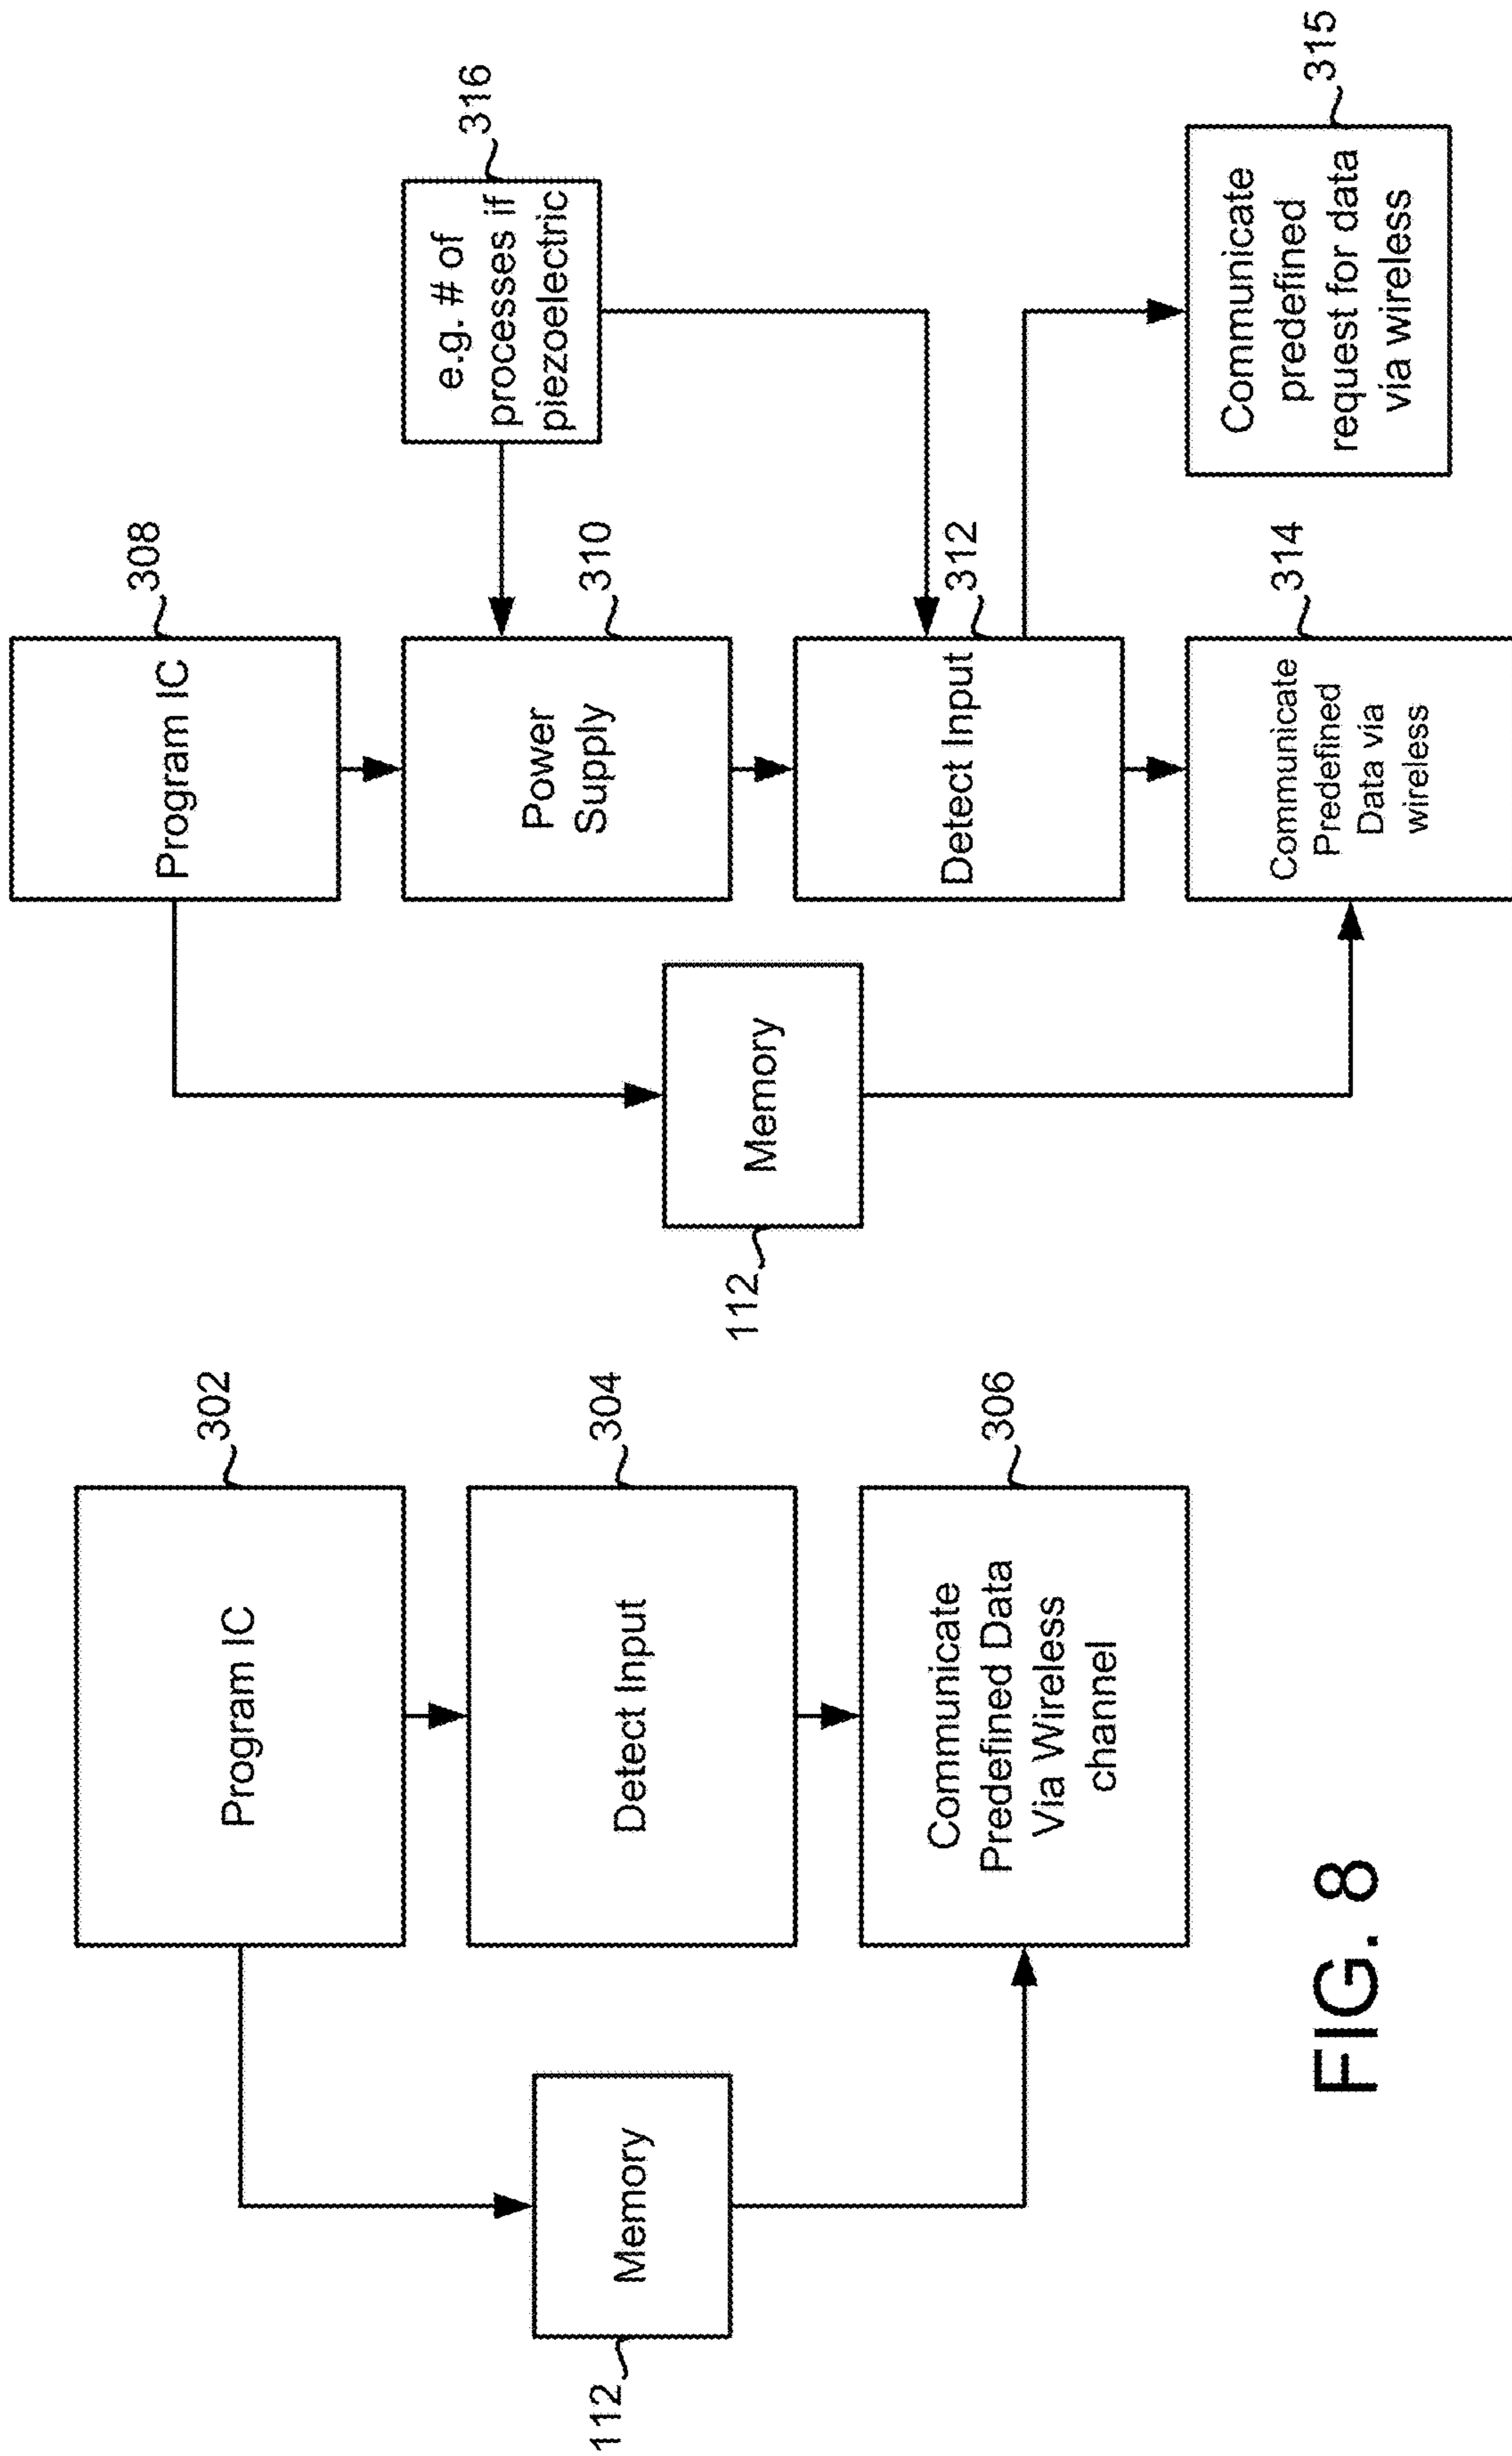 302
Program IC
304
Detect Input
306
Communicate
Predefined Data
Via Wireless
channel
Memory
112
308
Program IC
316
e.g. # of
processes if
piezoelectric
310
Power
Supply
312
Detect Input
314
Communicate
Predefined
Data via
wireless
315
Communicate
predefined
request for data
via wireless
Memory
112
FIG. 8